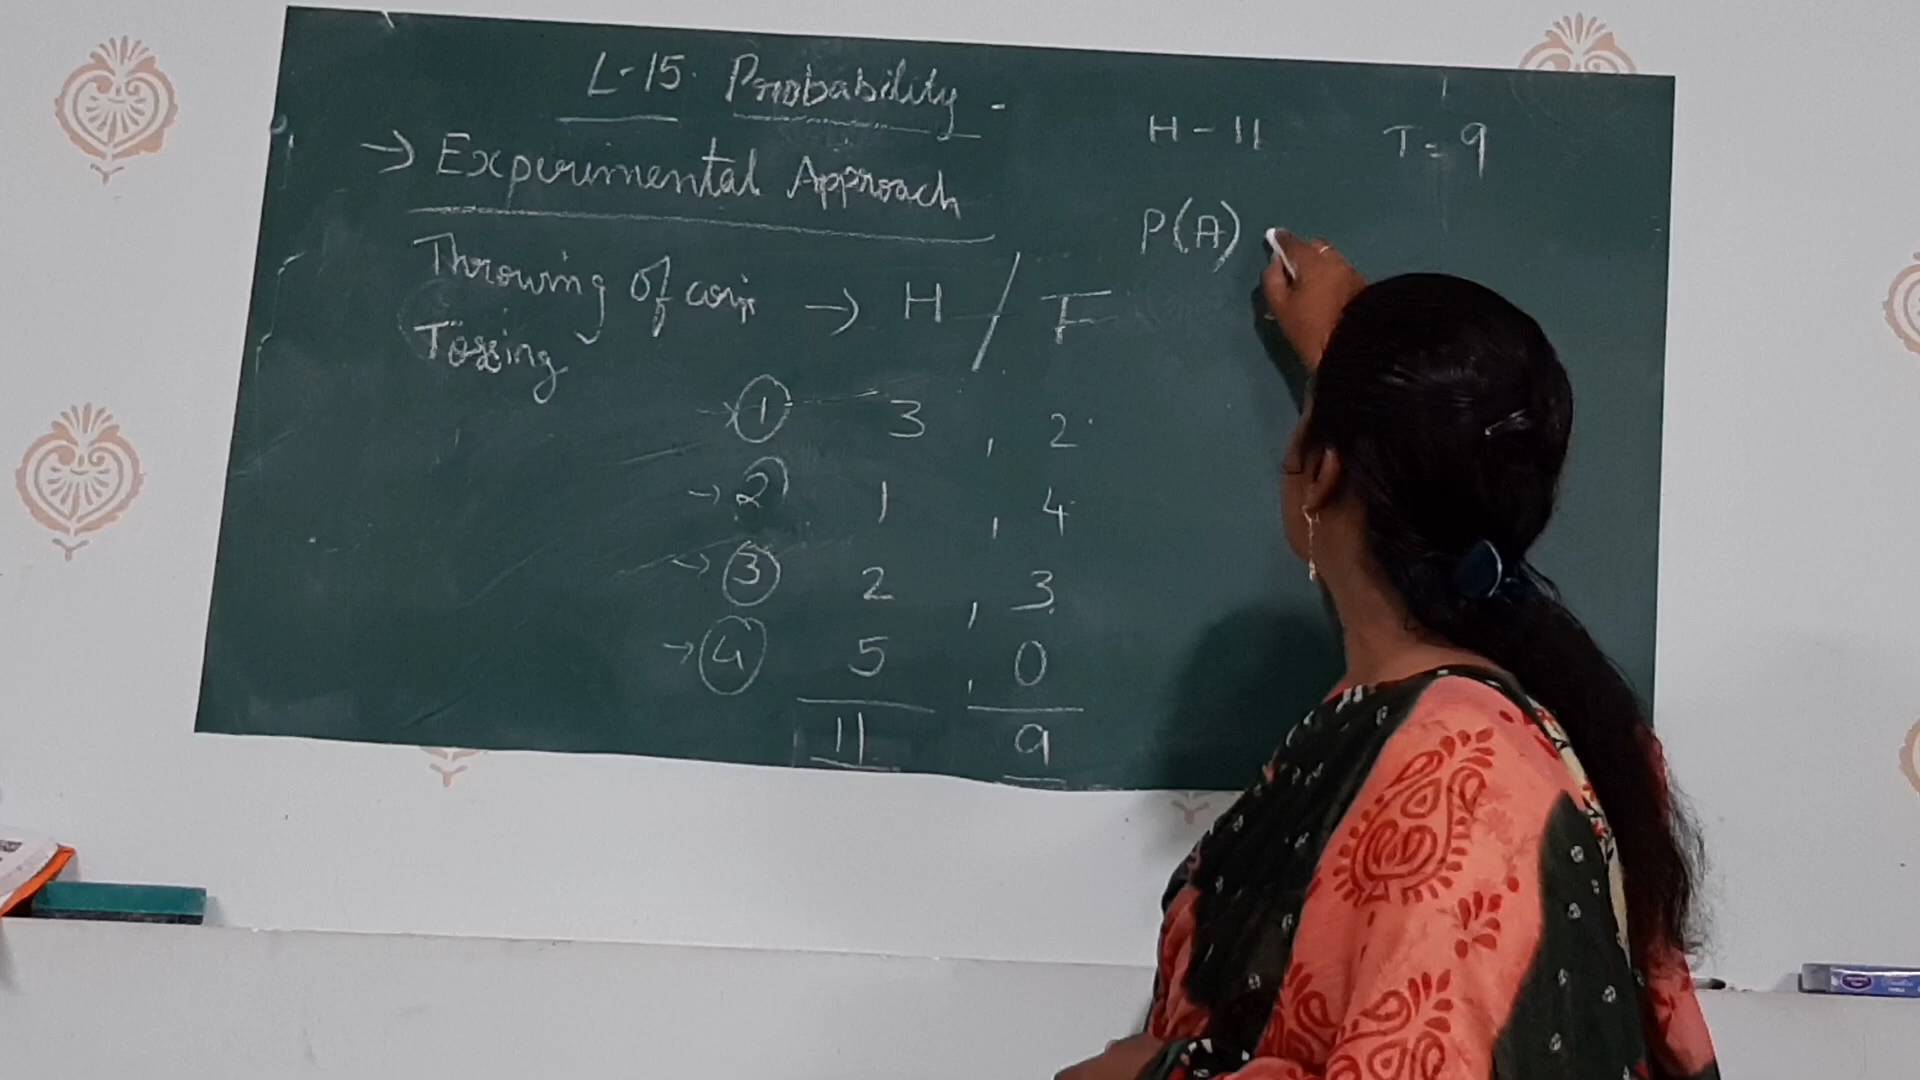 L-15. Probability -
→ Experimental Approach
Throwing of coin → H / T
Tossing
→ 1 3 , 2
→ 2 1 , 4
→ 3 2 , 3
→ 4 5 , 0
11 9
H - 11 T = 9
P(A)